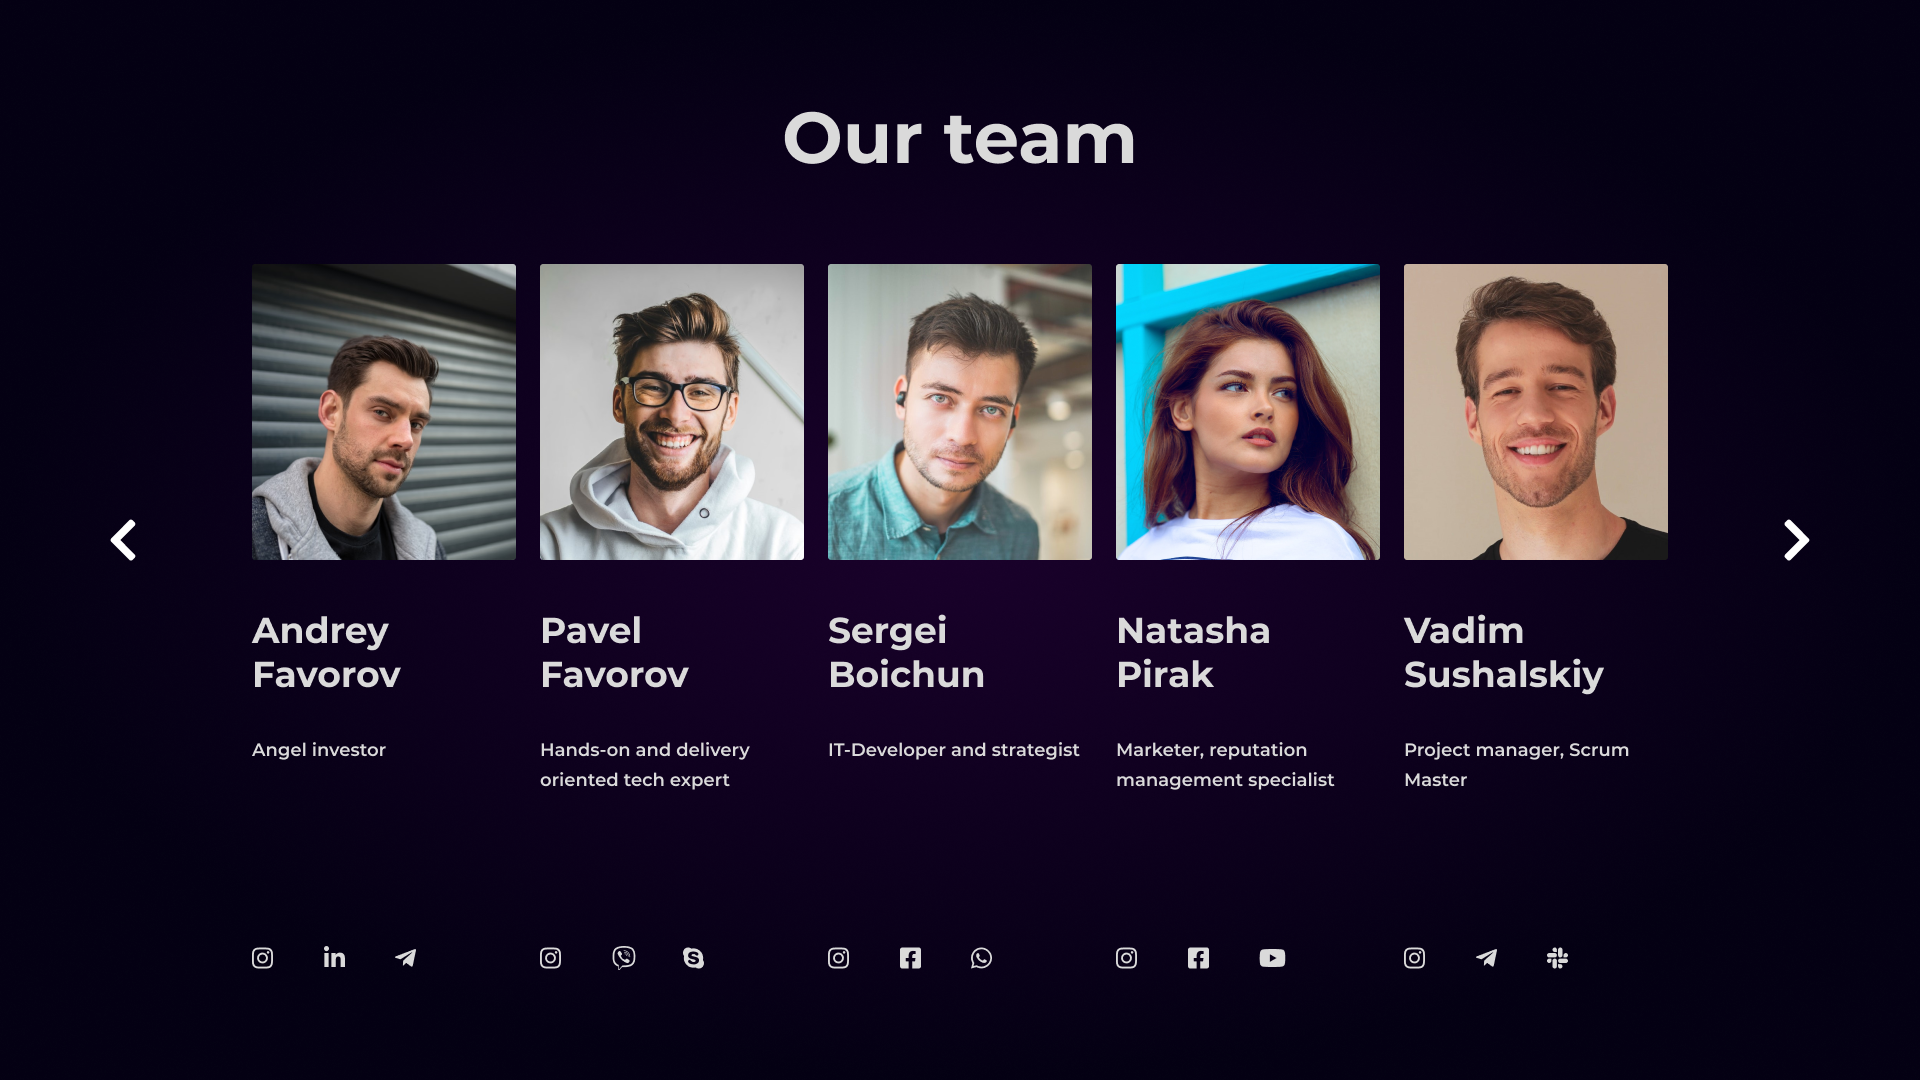 Our team
Andrey
Favorov
Angel investor
Pavel
Favorov
Hands-on and delivery
oriented tech expert
Sergei
Boichun
IT-Developer and strategist
Natasha
Pirak
Marketer, reputation
management specialist
Vadim
Sushalskiy
Project manager, Scrum
Master